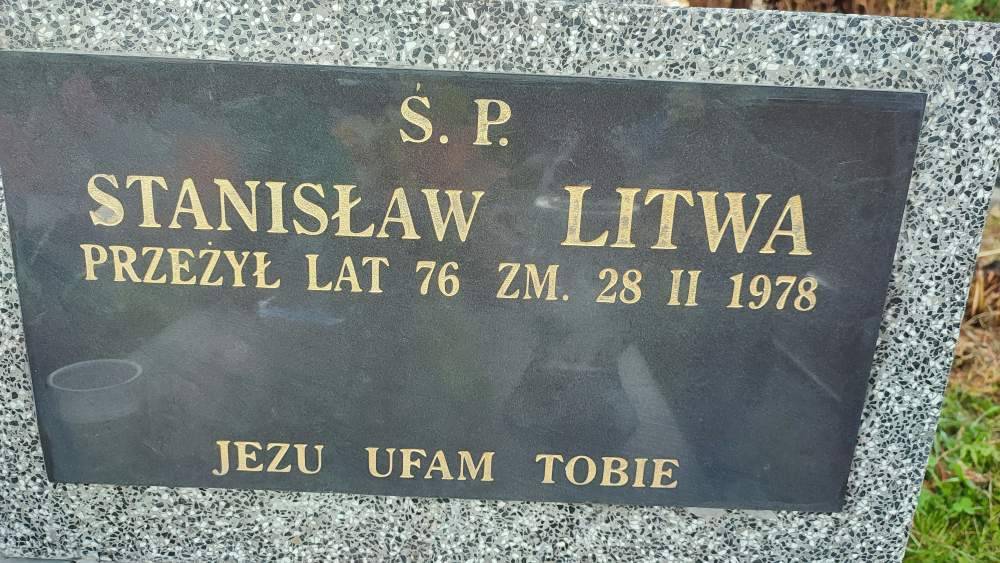 Ś. P.
STANISŁAW LITWA
PRZEŻYŁ LAT 76 ZM. 28 II 1978
JEZU UFAM TOBIE